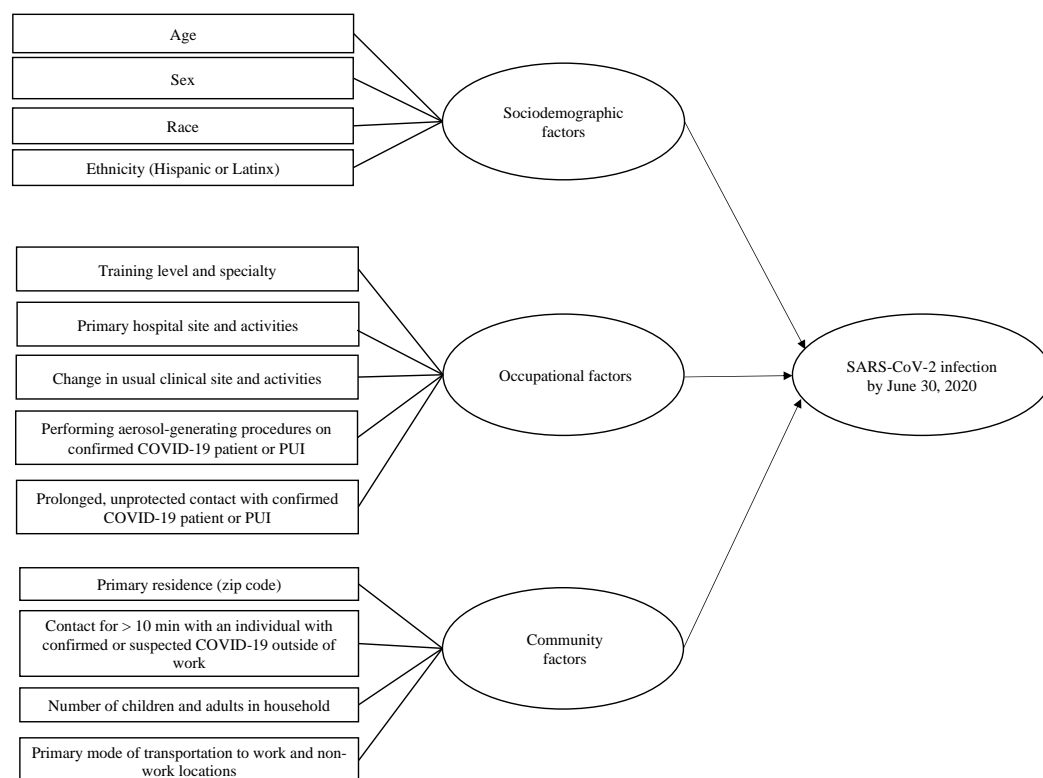 Age
Sex
Race
Ethnicity (Hispanic or Latinx)
Sociodemographic
factors
Training level and specialty
Primary hospital site and activities
Change in usual clinical site and activities
Performing aerosol-generating procedures on
confirmed COVID-19 patient or PUI
Prolonged, unprotected contact with confirmed
COVID-19 patient or PUI
Occupational factors
SARS-CoV-2 infection
by June 30, 2020
Primary residence (zip code)
Contact for > 10 min with an individual with
confirmed or suspected COVID-19 outside of
work
Number of children and adults in household
Primary mode of transportation to work and non-
work locations
Community
factors